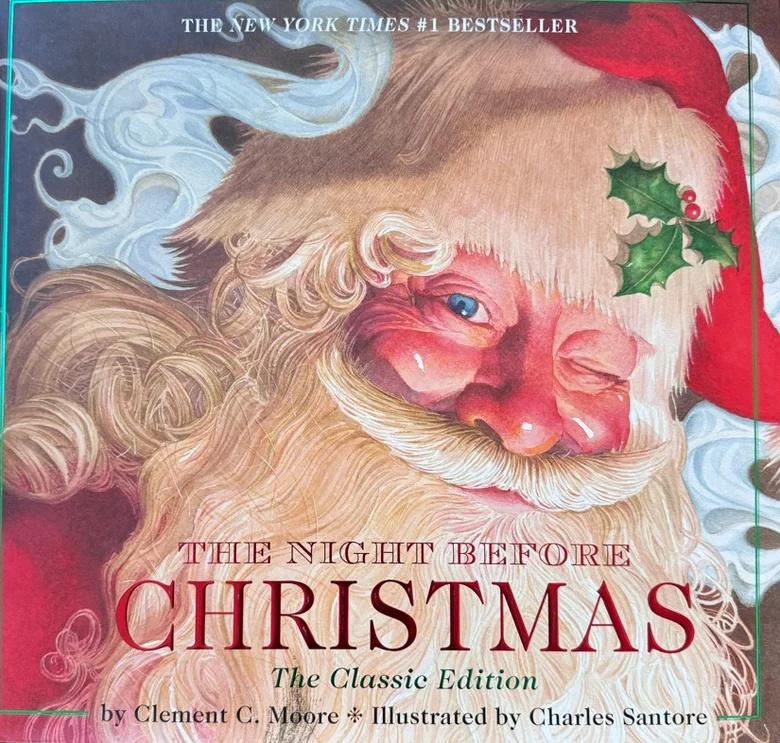 THE NEW YORK TIMES #1 BESTSELLER
THE NIGHT BEFORE
CHRISTMAS
The Classic Edition
by Clement C. Moore * Illustrated by Charles Santore